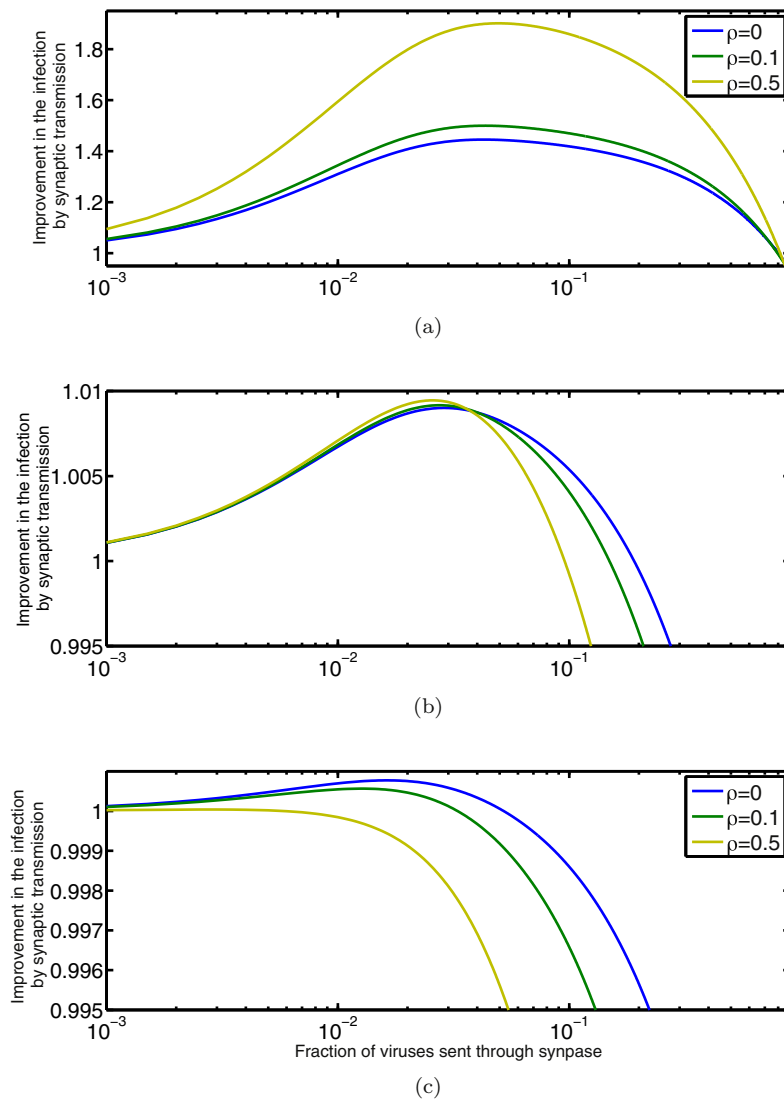 1.8
1.6
1.4
1.2
1
Improvement in the infection
by synaptic transmission
ρ=0
ρ=0.1
ρ=0.5
10⁻³
10⁻²
10⁻¹
(a)
1.01
1.005
1
0.995
Improvement in the infection
by synaptic transmission
10⁻³
10⁻²
10⁻¹
(b)
1
0.999
0.998
0.997
0.996
0.995
Improvement in the infection
by synaptic transmission
ρ=0
ρ=0.1
ρ=0.5
10⁻³
10⁻²
10⁻¹
Fraction of viruses sent through synpase
(c)